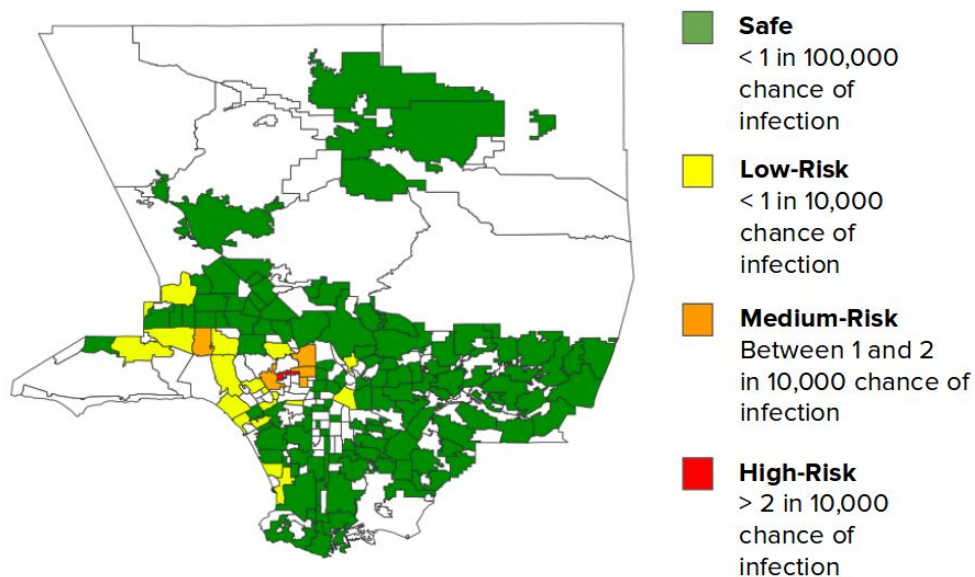 Safe
< 1 in 100,000
chance of
infection
Low-Risk
< 1 in 10,000
chance of
infection
Medium-Risk
Between 1 and 2
in 10,000 chance of
infection
High-Risk
> 2 in 10,000
chance of
infection